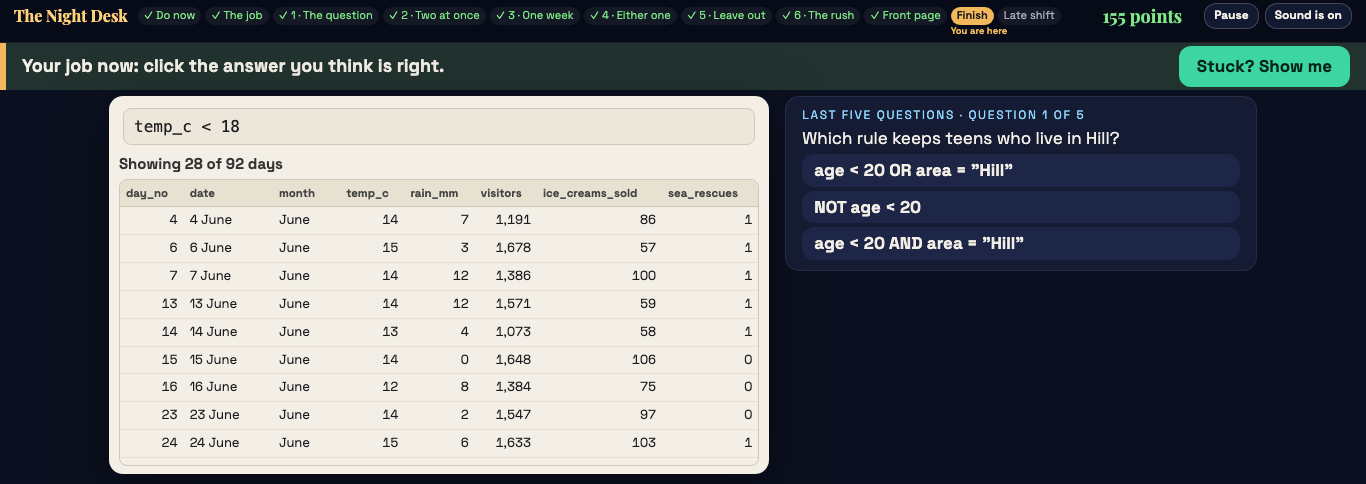 The Night Desk
✓ Do now
✓ The job
✓ 1 · The question
✓ 2 · Two at once
✓ 3 · One week
✓ 4 · Either one
✓ 5 · Leave out
✓ 6 · The rush
✓ Front page
Finish
Late shift
You are here
155 points
Pause
Sound is on
Your job now: click the answer you think is right.
Stuck? Show me
temp_c < 18
Showing 28 of 92 days
day_no date month temp_c rain_mm visitors ice_creams_sold sea_rescues
4 4 June June 14 7 1,191 86 1
6 6 June June 15 3 1,678 57 1
7 7 June June 14 12 1,386 100 1
13 13 June June 14 12 1,571 59 1
14 14 June June 13 4 1,073 58 1
15 15 June June 14 0 1,648 106 0
16 16 June June 12 8 1,384 75 0
23 23 June June 14 2 1,547 97 0
24 24 June June 15 6 1,633 103 1
LAST FIVE QUESTIONS · QUESTION 1 OF 5
Which rule keeps teens who live in Hill?
age < 20 OR area = "Hill"
NOT age < 20
age < 20 AND area = "Hill"